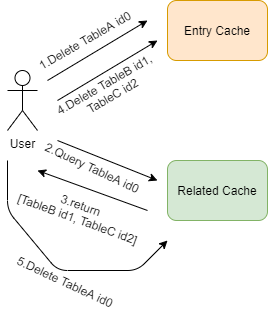 Entry Cache
1.Delete TableA id0
4.Delete TableB id1,
TableC id2
User
2.Query TableA id0
3.return
[TableB id1, TableC id2]
Related Cache
5.Delete TableA id0